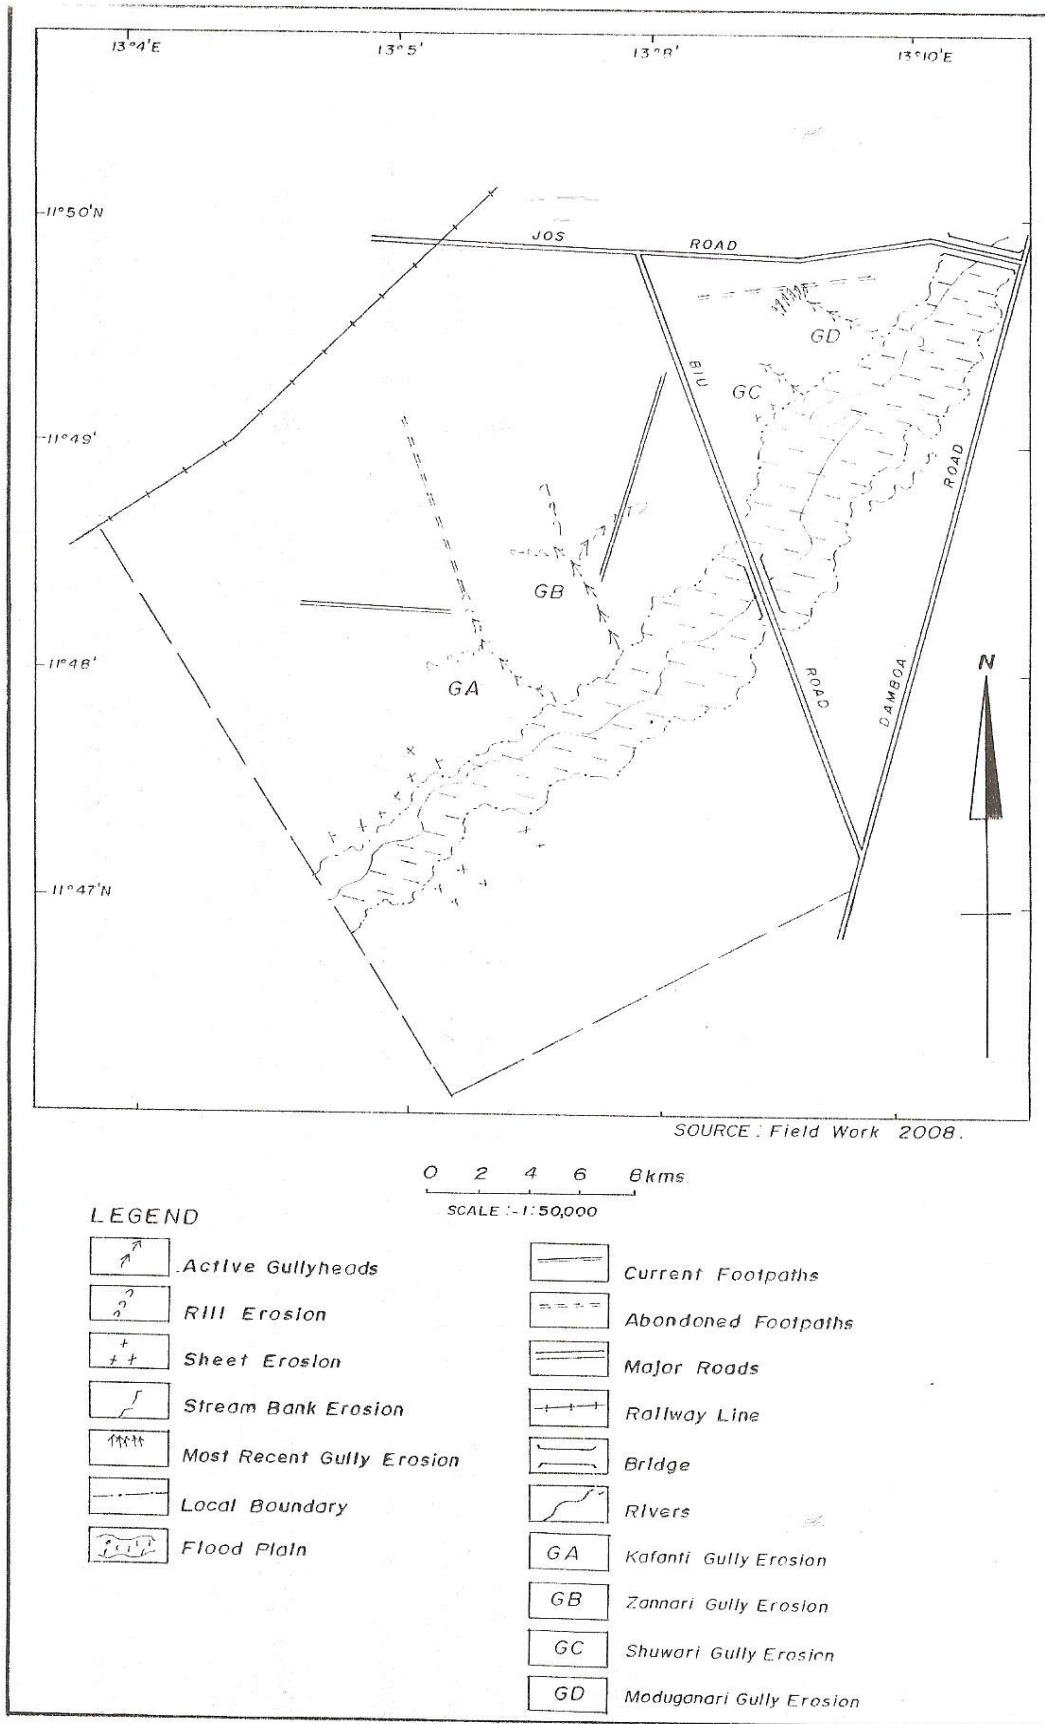 13°4'E 13°5' 13°8' 13°10'E
11°50'N
JOS ROAD
GD
BIU
GC
11°49'
ROAD
GB
11°48'
GA
ROAD
DAMBOA
N
11°47'N
SOURCE : Field Work 2008.
0 2 4 6 8kms
SCALE :-1:50,000
LEGEND
Active Gullyheads
Rill Erosion
Sheet Erosion
Stream Bank Erosion
Most Recent Gully Erosion
Local Boundary
Flood Plain
Current Footpaths
Abondoned Footpaths
Major Roads
Railway Line
Bridge
Rivers
GA Kafanti Gully Erosion
GB Zannari Gully Erosion
GC Shuwari Gully Erosion
GD Moduganari Gully Erosion